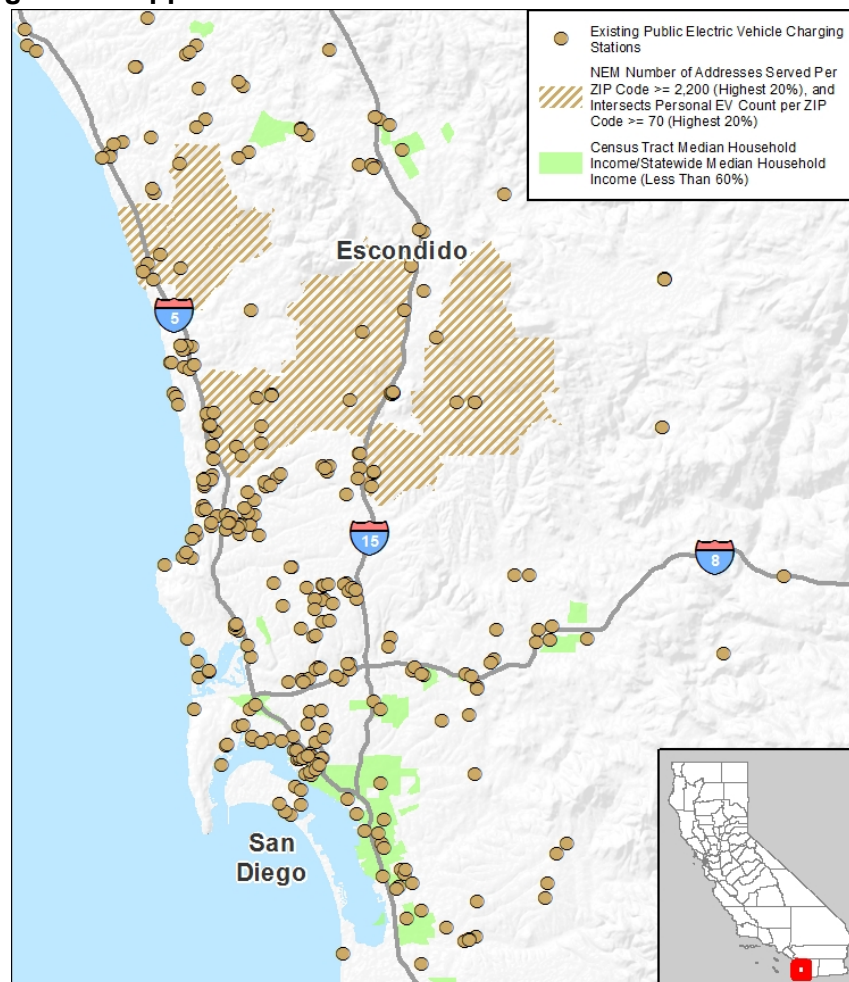 Existing Public Electric Vehicle Charging
Stations
NEM Number of Addresses Served Per
ZIP Code >= 2,200 (Highest 20%), and
Intersects Personal EV Count per ZIP
Code >= 70 (Highest 20%)
Census Tract Median Household
Income/Statewide Median Household
Income (Less Than 60%)
Escondido
5
15
8
San
Diego